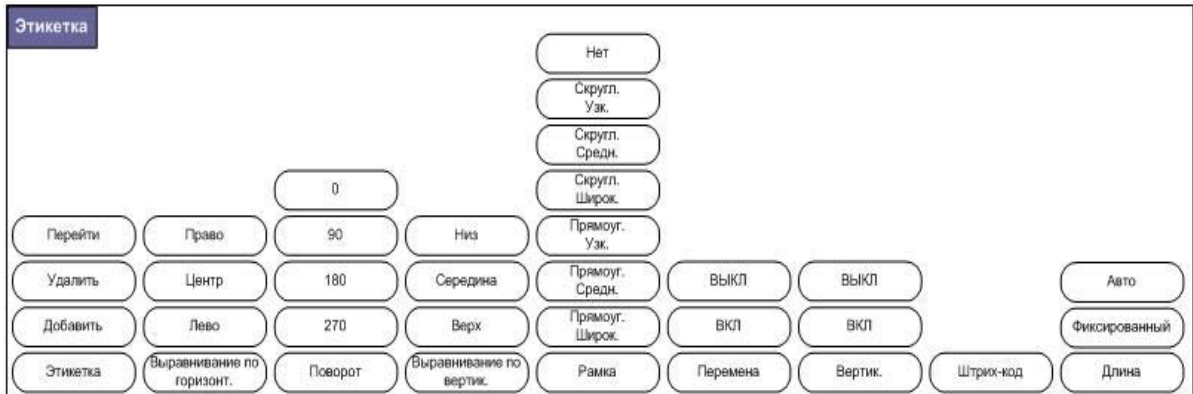 Этикетка
Нет
Скругл.
Узк.
Скругл.
Средн.
0
Скругл.
Широк.
Перейти
Право
90
Низ
Прямоуг.
Узк.
Удалить
Центр
180
Середина
Прямоуг.
Средн.
ВЫКЛ
ВЫКЛ
Авто
Добавить
Лево
270
Верх
Прямоуг.
Широк.
ВКЛ
ВКЛ
Фиксированный
Этикетка
Выравнивание по
горизонт.
Поворот
Выравнивание по
вертик.
Рамка
Перемена
Вертик.
Штрих-код
Длина